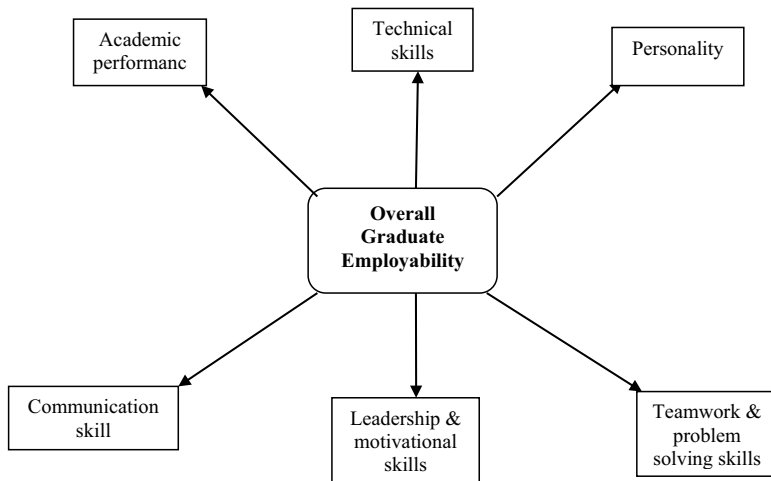 Academic
performanc
Technical
skills
Personality
Overall
Graduate
Employability
Communication
skill
Leadership &
motivational
skills
Teamwork &
problem
solving skills